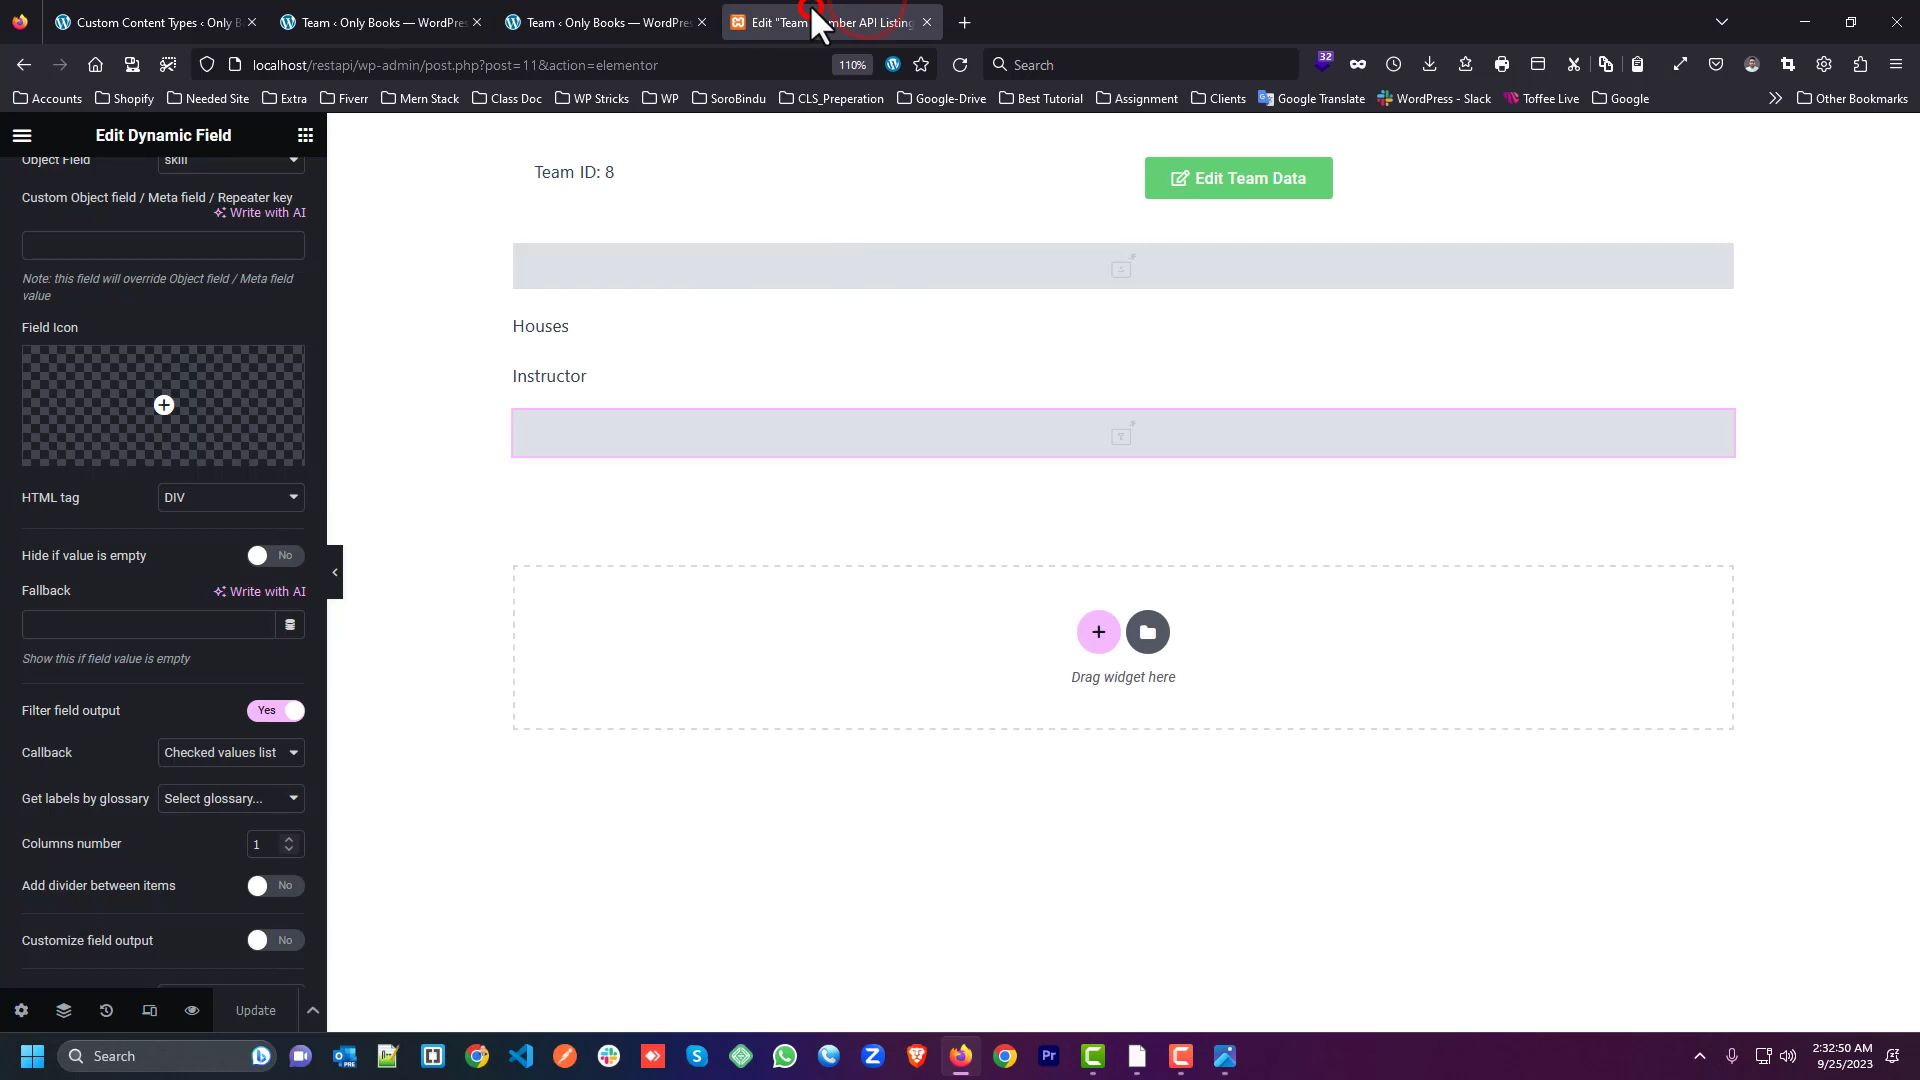 Custom Content Types ‹ Only B
Team ‹ Only Books — WordPres
Team ‹ Only Books — WordPre
Edit "Team
mber API Listing
localhost/restapi/wp-admin/post.php?post=11&action=elementor
110%
Search
32
Accounts
Shopify
Needed Site
Extra
Fiverr
Mern Stack
Class Doc
WP Stricks
WP
SoroBindu
CLS_Preperation
Google-Drive
Best Tutorial
Assignment
Clients
Google Translate
WordPress - Slack
Toffee Live
Google
Other Bookmarks
Edit Dynamic Field
Object Field
skill
Custom Object field / Meta field / Repeater key
Write with AI
Note: this field will override Object field / Meta field
value
Field Icon
HTML tag
DIV
Hide if value is empty
No
Fallback
Write with AI
Show this if field value is empty
Filter field output
Yes
Callback
Checked values list
Get labels by glossary
Select glossary...
Columns number
1
Add divider between items
No
Customize field output
No
Update
Team ID: 8
Edit Team Data
Houses
Instructor
Drag widget here
Search
2:32:50 AM
9/25/2023